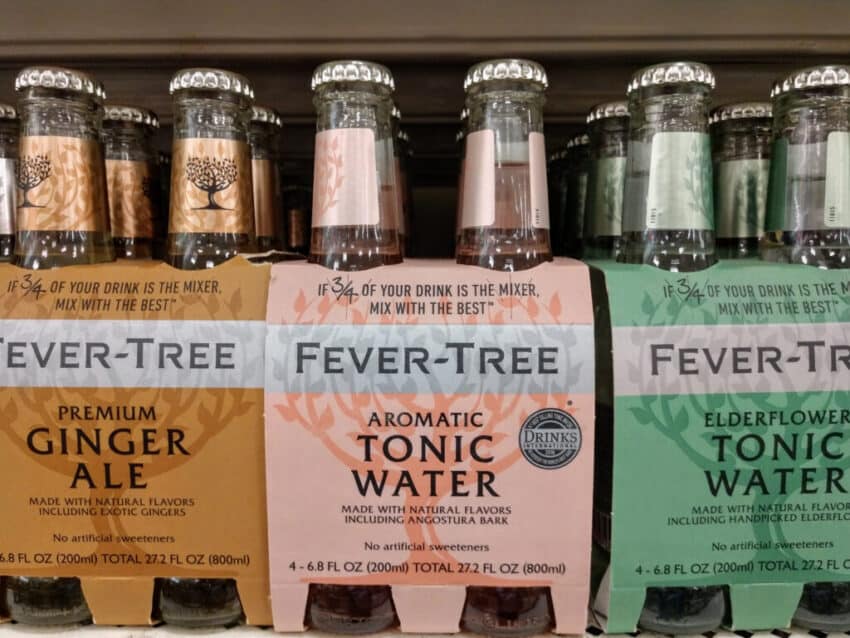 IF 3/4 OF YOUR DRINK IS THE MIXER,
MIX WITH THE BEST™
FEVER-TREE
PREMIUM
GINGER
ALE
MADE WITH NATURAL FLAVORS
INCLUDING EXOTIC GINGERS
No artificial sweeteners
6.8 FL OZ (200ml) TOTAL 27.2 FL OZ (800ml)
IF 3/4 OF YOUR DRINK IS THE MIXER,
MIX WITH THE BEST™
FEVER-TREE
AROMATIC
TONIC
WATER
DRINKS
INTERNATIONAL
MADE WITH NATURAL FLAVORS
INCLUDING ANGOSTURA BARK
No artificial sweeteners
4 - 6.8 FL OZ (200ml) TOTAL 27.2 FL OZ (800ml)
IF 3/4 OF YOUR DRINK IS THE M
MIX WITH THE BEST™
FEVER-TR
ELDERFLOWER
TONIC
WATER
MADE WITH NATURAL FLAVOR
INCLUDING HANDPICKED ELDERFLO
No artificial sweeteners
4 - 6.8 FL OZ (200ml) TOTAL 27.2 FL O